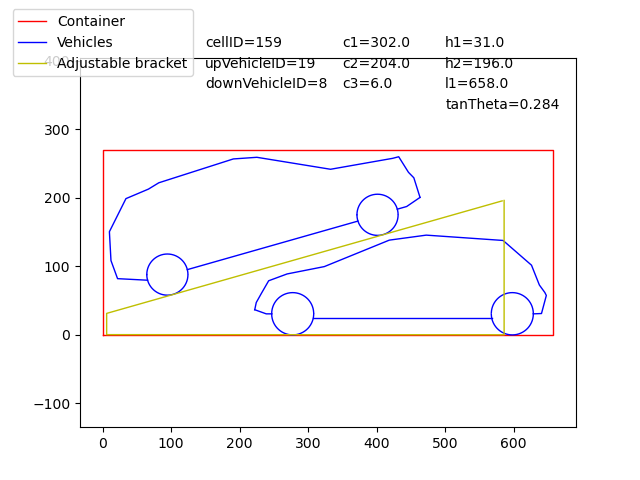 Container
Vehicles
Adjustable bracket
cellID=159 c1=302.0 h1=31.0
upVehicleID=19 c2=204.0 h2=196.0
downVehicleID=8 c3=6.0 l1=658.0
tanTheta=0.284
400
300
200
100
0
−100
0 100 200 300 400 500 600